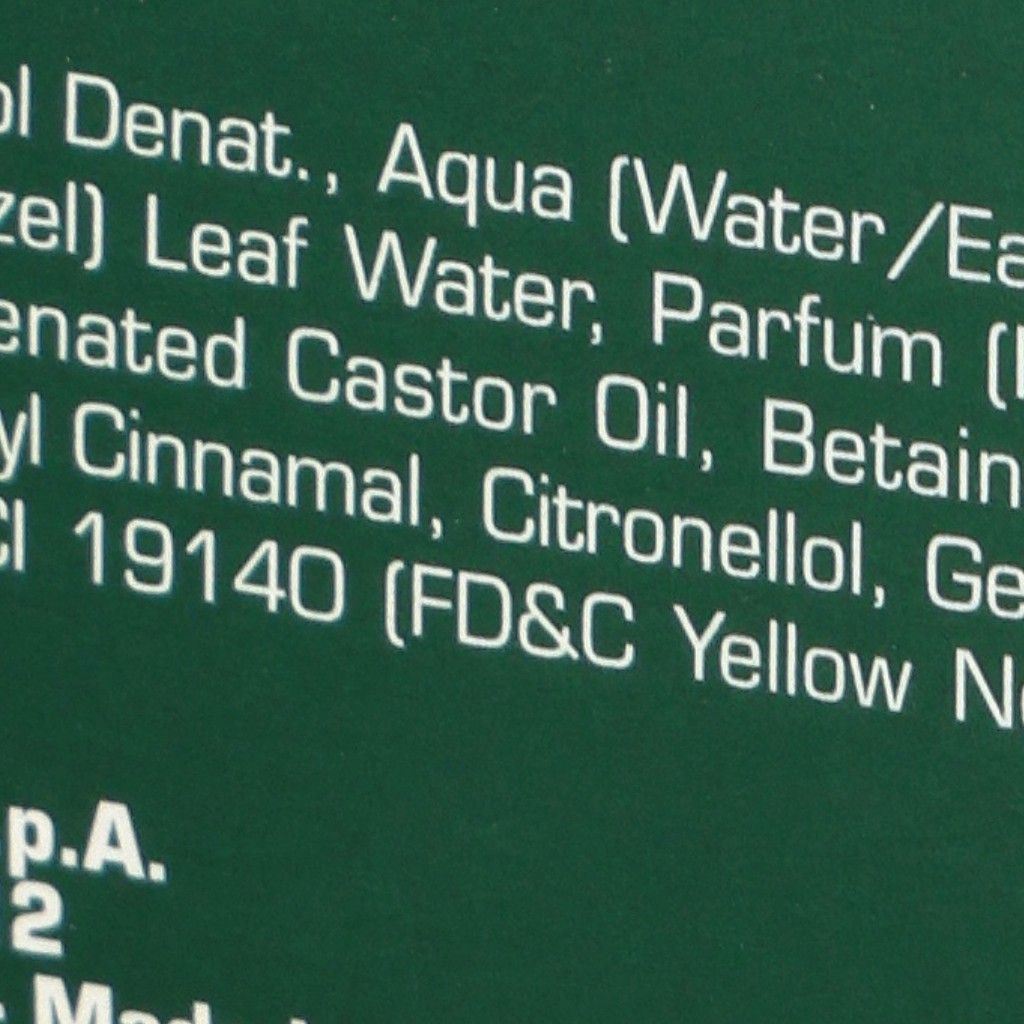 ol Denat., Aqua (Water/Ea
zel) Leaf Water, Parfum (
enated Castor Oil, Betain
yl Cinnamal, Citronellol, Ge
CI 19140 (FD&C Yellow No
p.A.
2